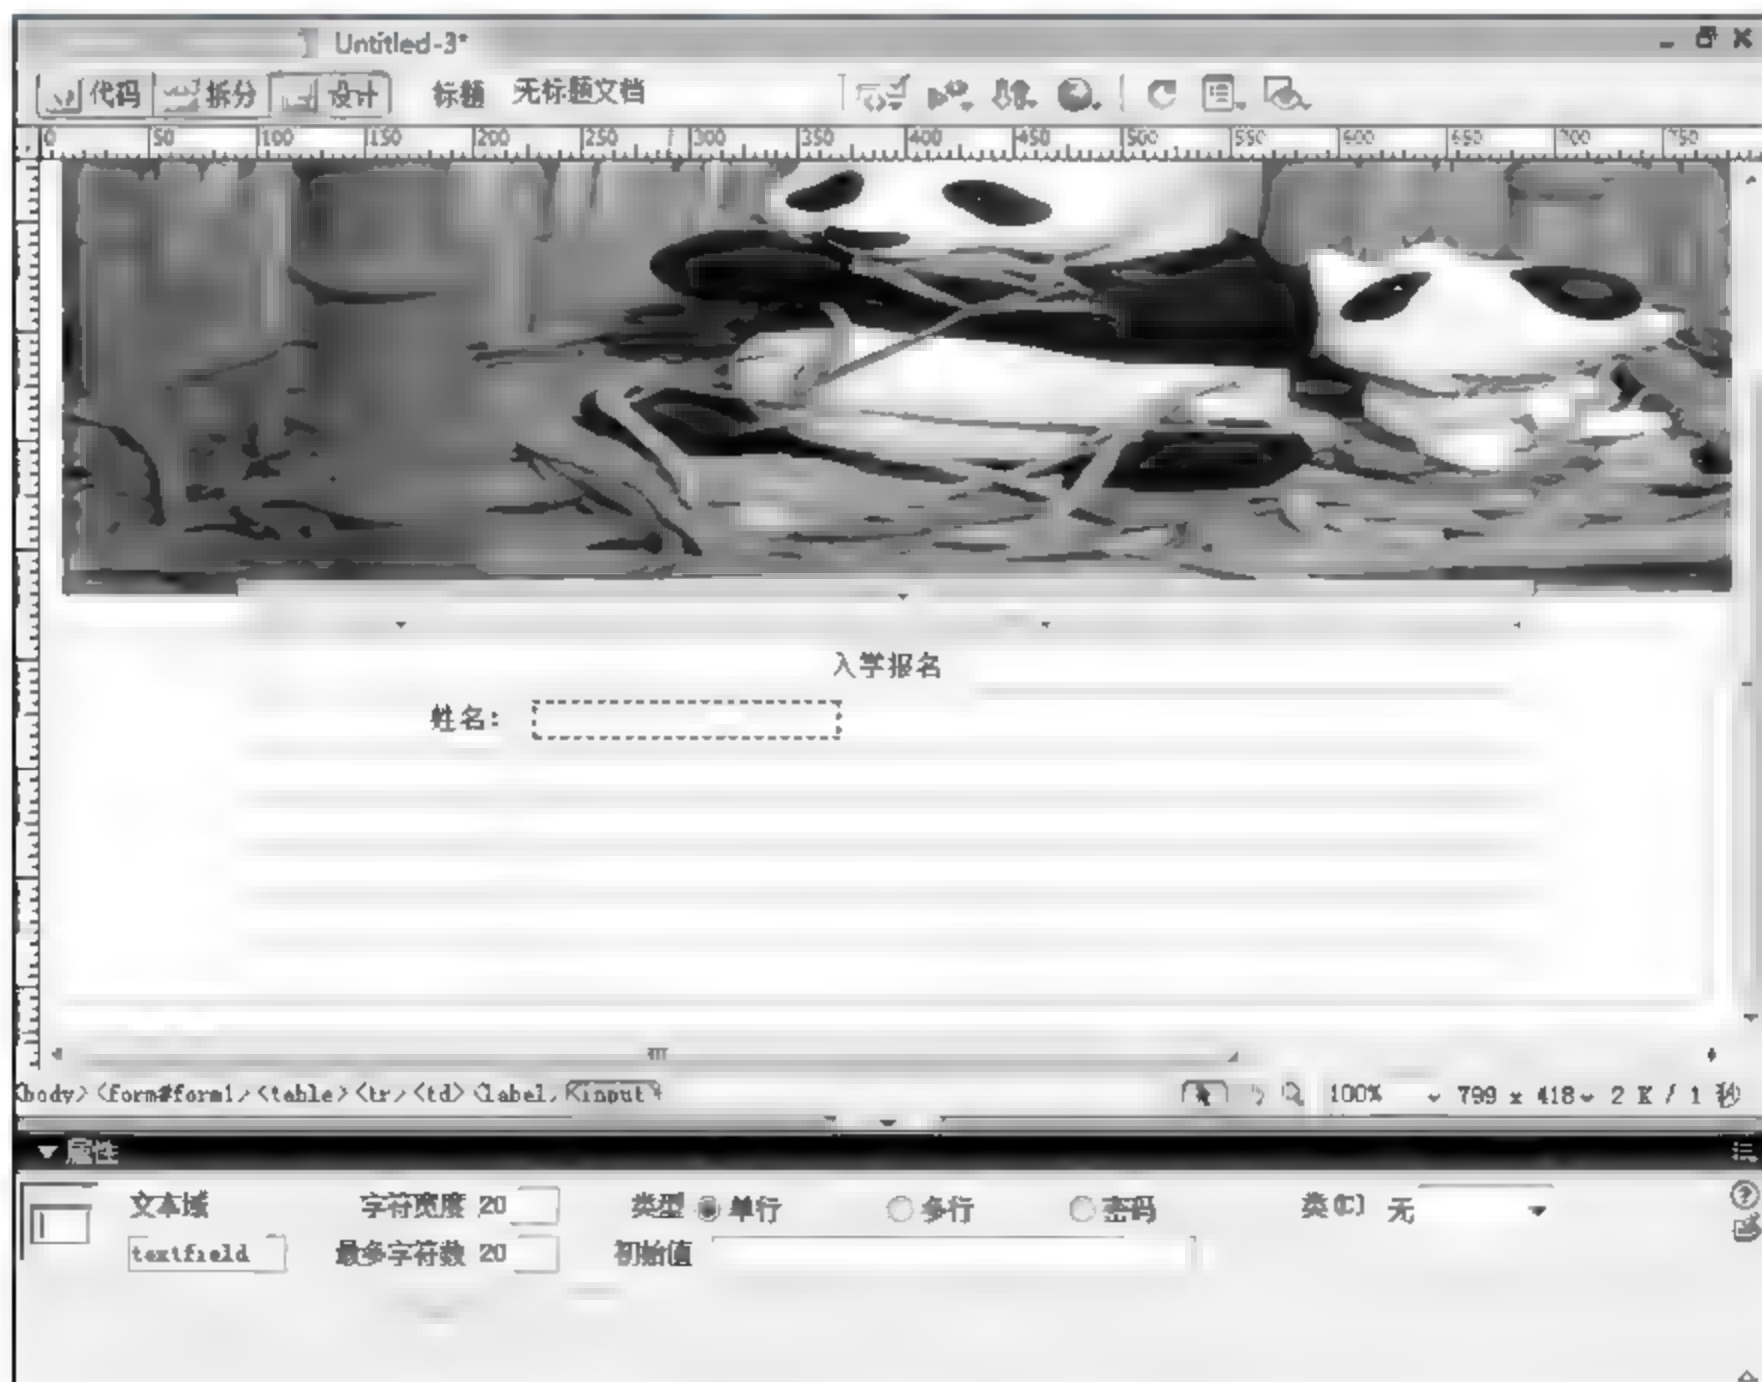 Untitled-3*
代码 拆分 设计 标题 无标题文档
0 50 100 150 200 250 300 350 400 450 500 550 600 650 700 750
入学报名
姓名:
<body> <form#form1> <table> <tr> <td> <label> <input> 100% 799 x 418 2 K / 1 秒
属性
文本域 字符宽度 20 类型 单行 多行 密码 类(C) 无
textfield 最多字符数 20 初始值